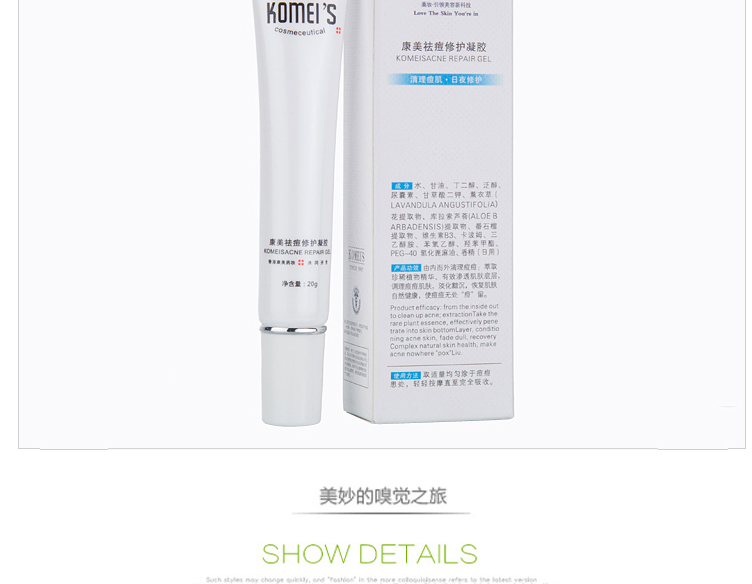 KOMEI'S
cosmeceutical
康美祛痘修护凝胶
KOMEISACNE REPAIR GEL
净含量：20g
Love The Skin You're in
康美祛痘修护凝胶
KOMEISACNE REPAIR GEL
清理痘肌·日夜修护
成 分 水、甘油、丁二醇、泛醇、
尿囊素、甘草酸二钾、薰衣草(
LAVANDULA ANGUSTIFOLIA)
花提取物、库拉索芦荟(ALOE B
ARBADENSIS)提取物、番石榴
提取物、维生素B3、卡波姆、三
乙醇胺、苯氧乙醇、羟苯甲酯、
PEG-40 氢化蓖麻油、香精（日用）
产品功效 由内而外清理痘痘：萃取
珍稀植物精华、有效渗透肌肤底层，
调理痘痘肌肤，淡化黯沉，恢复肌肤
自然健康，使痘痘无处“痘”留。
Product efficacy: from the inside out
to clean up acne: extractionTake the
rare plant essence, effectively pene
trate into skin bottomLayer, conditio
ning acne skin, fade dull, recovery
Complex natural skin health, make
acne nowhere "pox"Liu.
使用方法 取适量均匀涂于痘痘
患处，轻轻按摩直至完全吸收。
KOMEI'S
美妙的嗅觉之旅
SHOW DETAILS
Such styles may change quickly, and "Fashion" in the more colloquialsense refers to the latest version